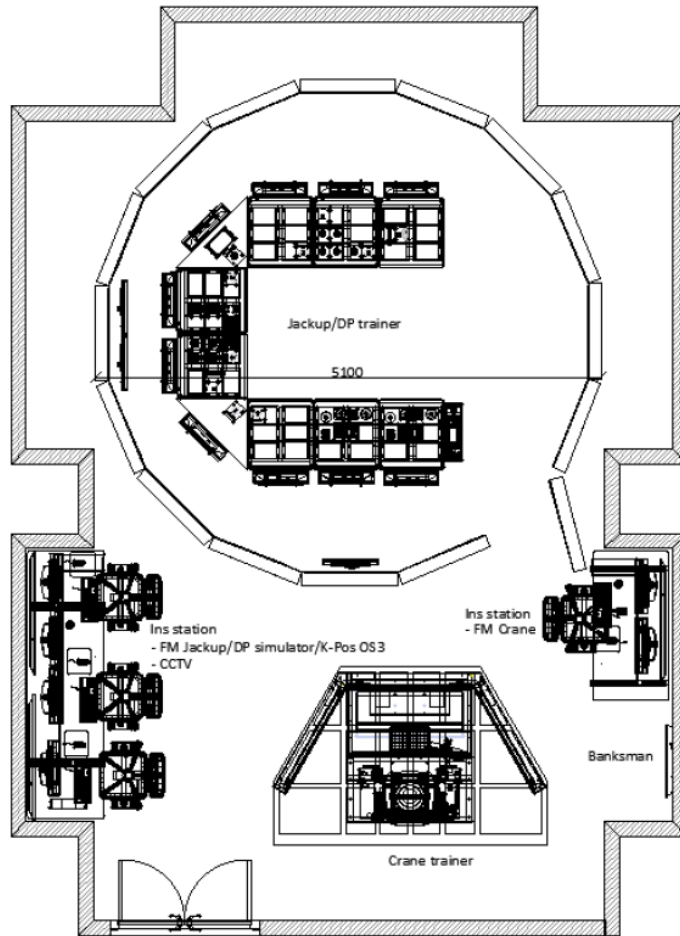 Jackup/DP trainer
5100
Ins station
- FM Jackup/DP simulator/K-Pos OS3
- CCTV
Ins station
- FM Crane
Banksman
Crane trainer